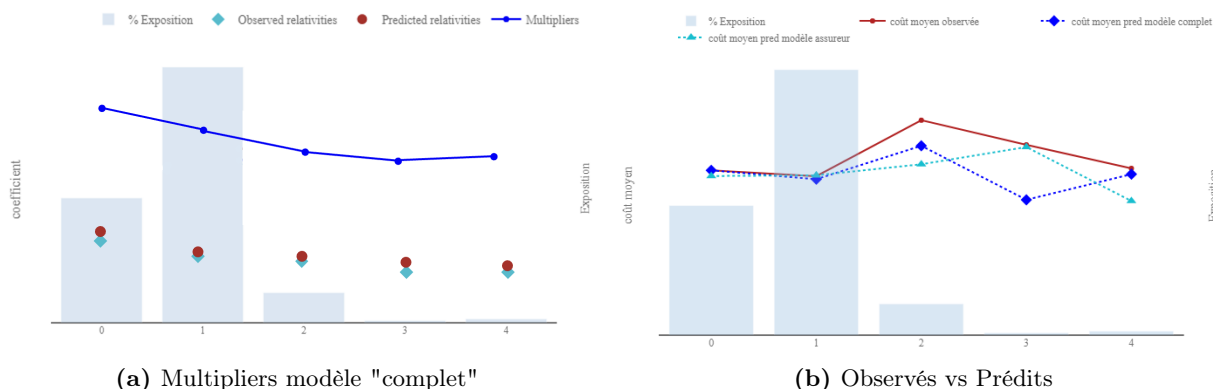 % Exposition Observed relativities Predicted relativities Multipliers
coefficient
Exposition
0 1 2 3 4
(a) Multipliers modèle "complet"
% Exposition coût moyen observée coût moyen pred modèle complet
coût moyen pred modèle assureur
coût moyen
Exposition
0 1 2 3 4
(b) Observés vs Prédits